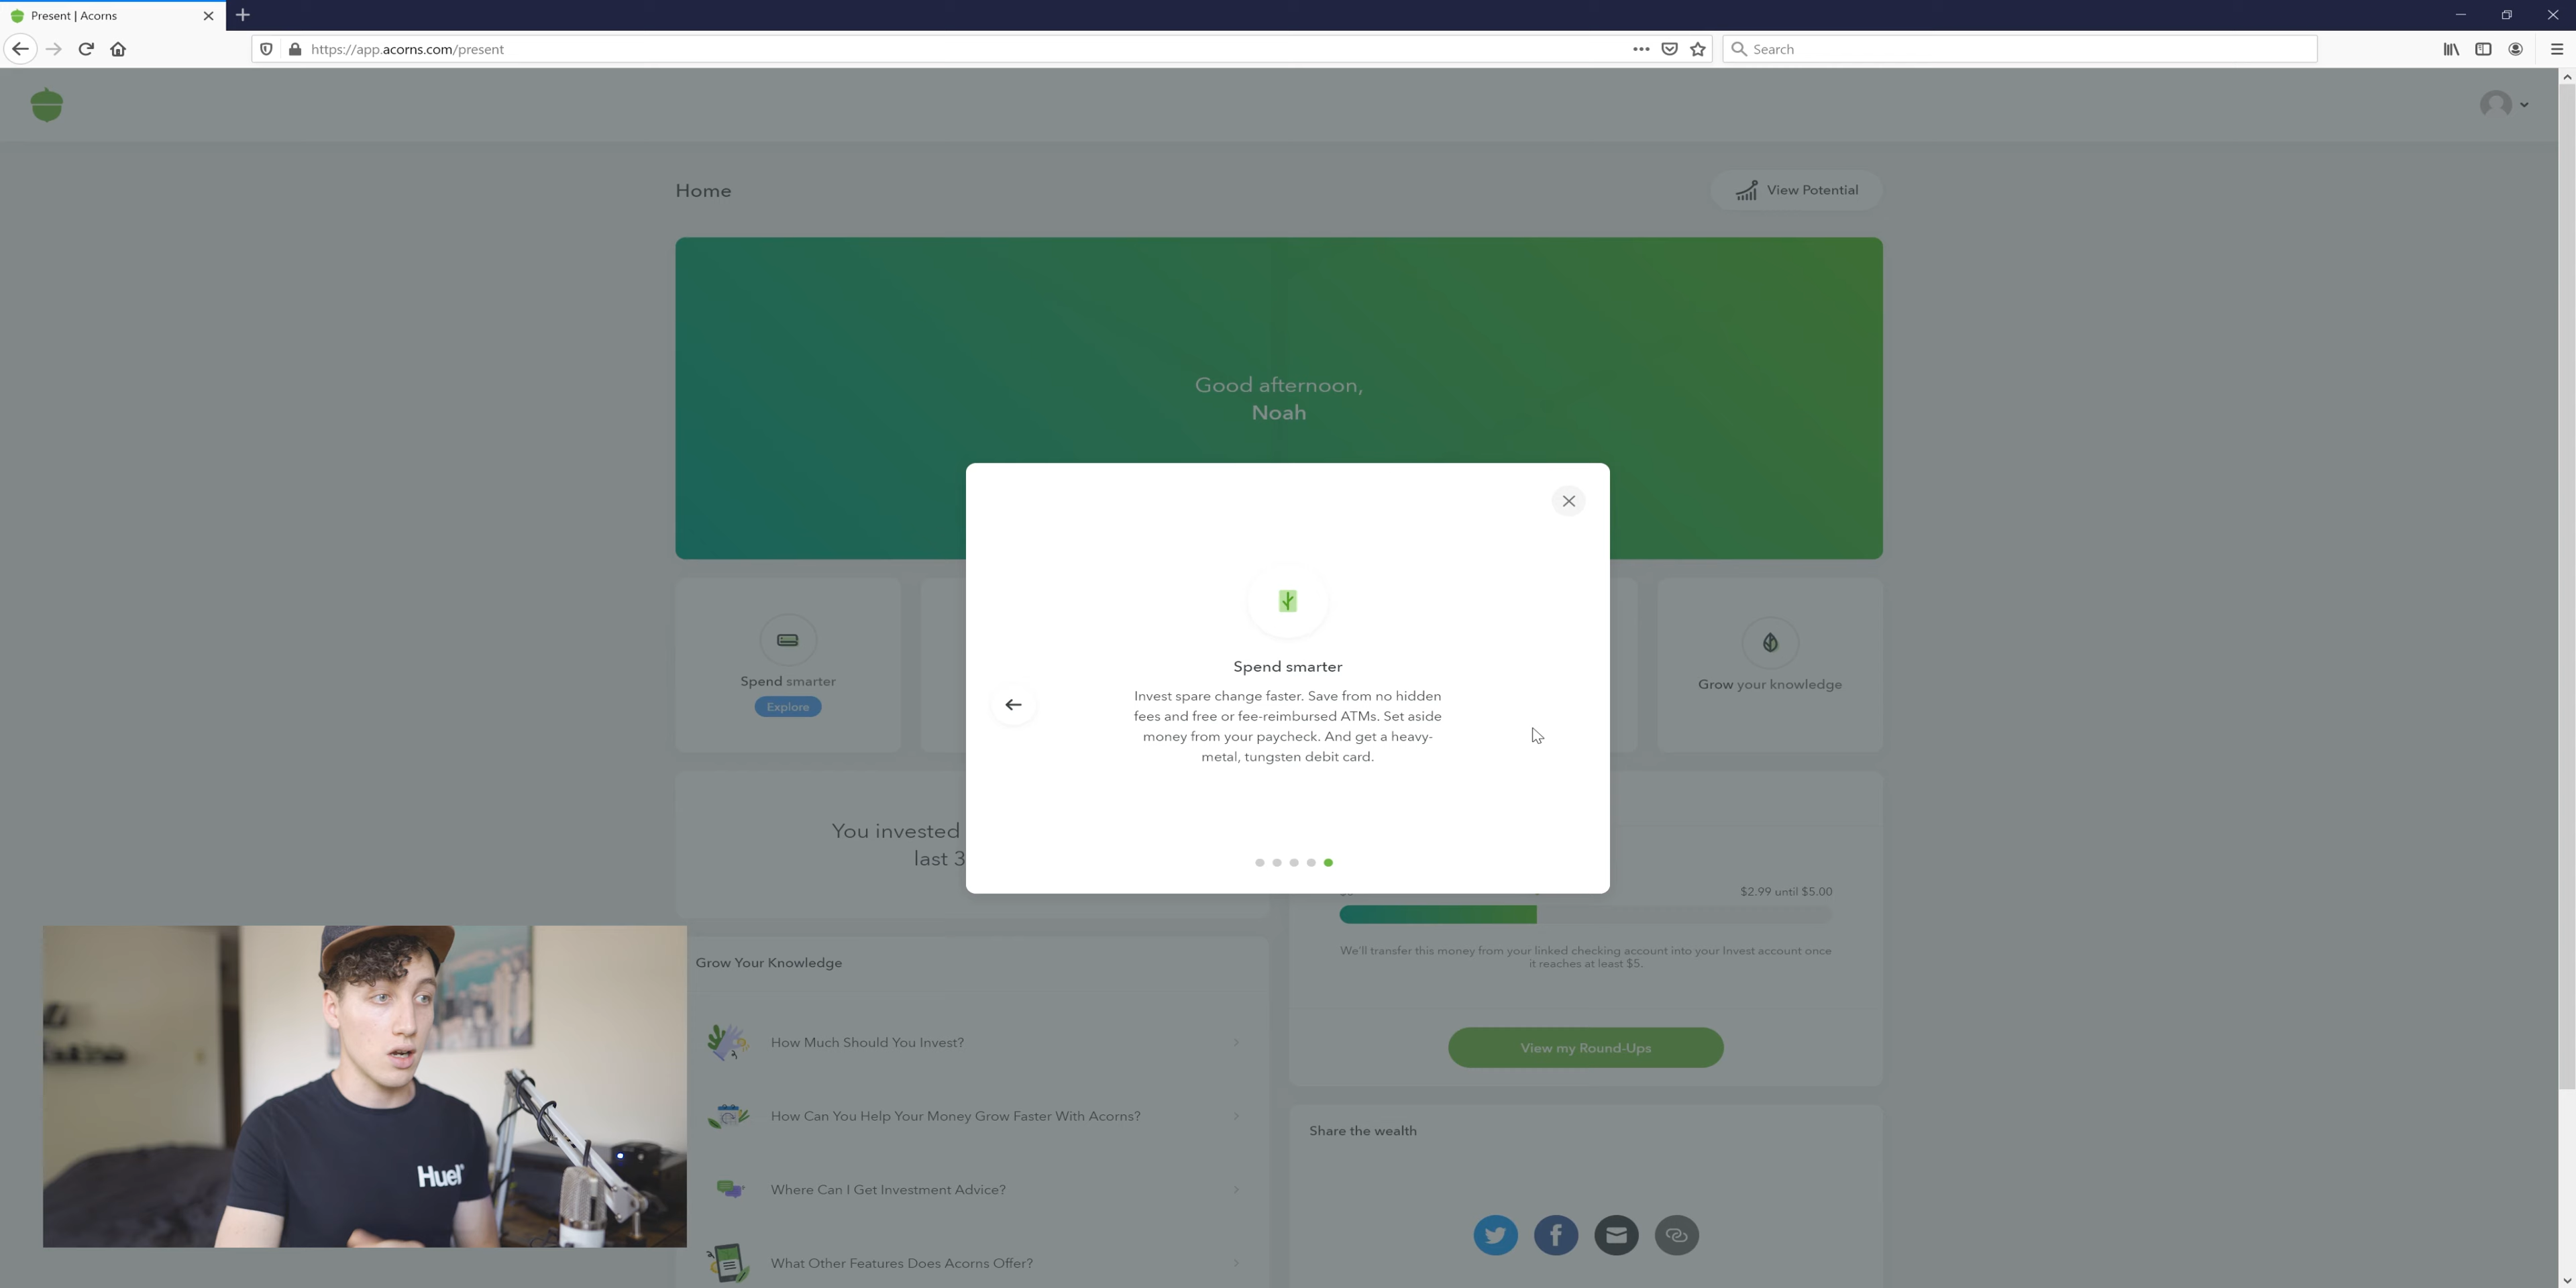 Present | Acorns
https://app.acorns.com/present
Search
Home
View Potential
Good afternoon,
Noah
Spend smarter
Explore
Grow your knowledge
Spend smarter
Invest spare change faster. Save from no hidden
fees and free or fee-reimbursed ATMs. Set aside
money from your paycheck. And get a heavy-
metal, tungsten debit card.
You invested
last 3
$2.99 until $5.00
We'll transfer this money from your linked checking account into your Invest account once
it reaches at least $5.
View my Round-Ups
Grow Your Knowledge
How Much Should You Invest?
How Can You Help Your Money Grow Faster With Acorns?
Where Can I Get Investment Advice?
What Other Features Does Acorns Offer?
Share the wealth
Huel